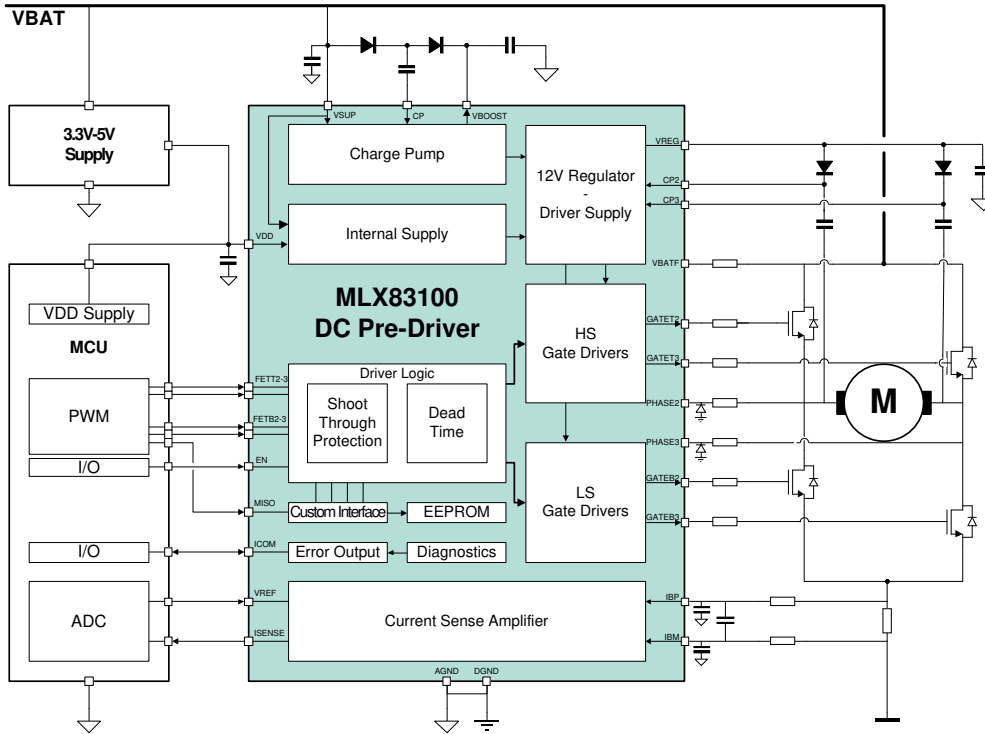 VBAT
3.3V-5V
Supply
VSUP
CP
VBOOST
Charge Pump
12V Regulator
-
Driver Supply
VREG
CP2
CP3
Internal Supply
VDD
VBATF
MLX83100
DC Pre-Driver
VDD Supply
MCU
HS
Gate Drivers
GATET2
GATET3
PHASE2
PHASE3
M
PWM
FETT2-3
FETB2-3
Driver Logic
Shoot
Through
Protection
Dead
Time
I/O
EN
LS
Gate Drivers
GATEB2
GATEB3
MISO
Custom Interface
EEPROM
I/O
ICOM
Error Output
Diagnostics
ADC
VREF
ISENSE
Current Sense Amplifier
IBP
IBM
AGND
DGND